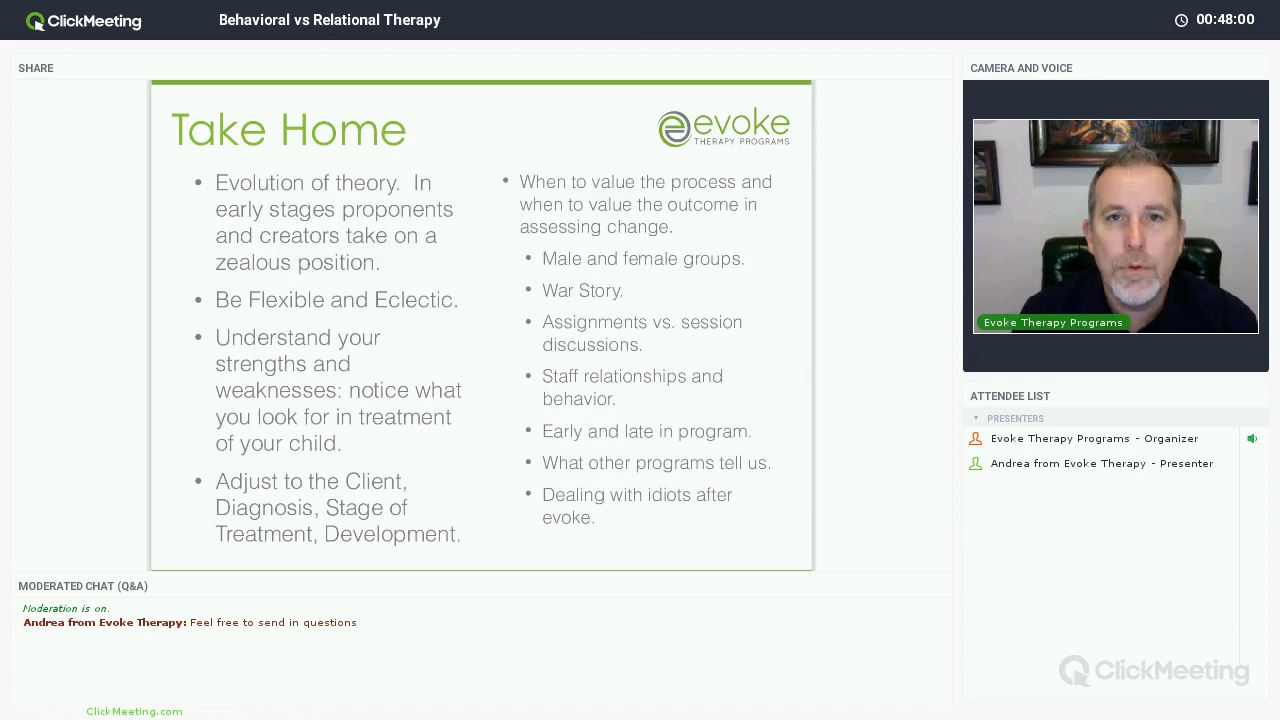 ClickMeeting
Behavioral vs Relational Therapy
00:48:00
SHARE
Take Home
evoke
THERAPY PROGRAMS
• Evolution of theory. In
early stages proponents
and creators take on a
zealous position.
• Be Flexible and Eclectic.
• Understand your
strengths and
weaknesses: notice what
you look for in treatment
of your child.
• Adjust to the Client,
Diagnosis, Stage of
Treatment, Development.
• When to value the process and
when to value the outcome in
assessing change.
• Male and female groups.
• War Story.
• Assignments vs. session
discussions.
• Staff relationships and
behavior.
• Early and late in program.
• What other programs tell us.
• Dealing with idiots after
evoke.
CAMERA AND VOICE
Evoke Therapy Programs
ATTENDEE LIST
PRESENTERS
Evoke Therapy Programs - Organizer
Andrea from Evoke Therapy - Presenter
MODERATED CHAT (Q&A)
Moderation is on.
Andrea from Evoke Therapy: Feel free to send in questions
ClickMeeting
ClickMeeting.com